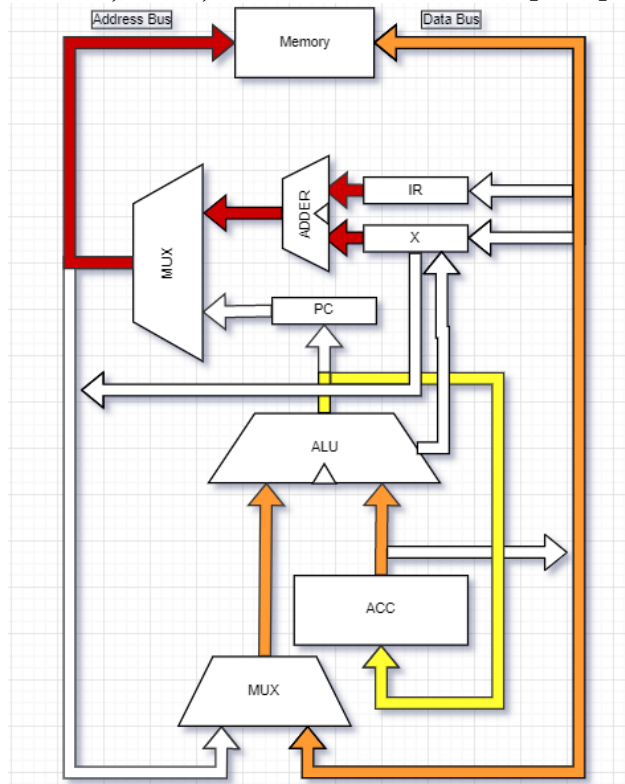 Address Bus
Data Bus
Memory
IR
ADDER
X
MUX
PC
ALU
ACC
MUX